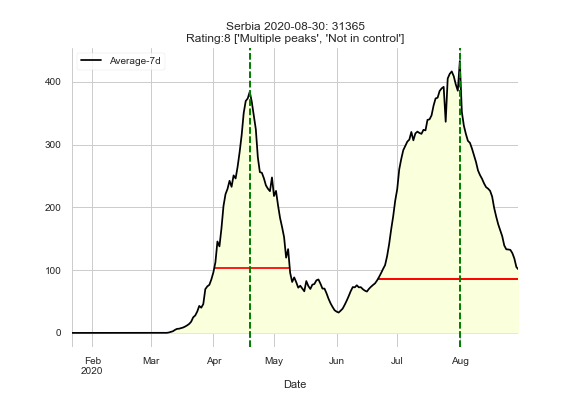 Serbia 2020-08-30: 31365
Rating:8 ['Multiple peaks', 'Not in control']
Average-7d
400
300
200
100
0
Feb
2020
Mar
Apr
May
Jun
Jul
Aug
Date